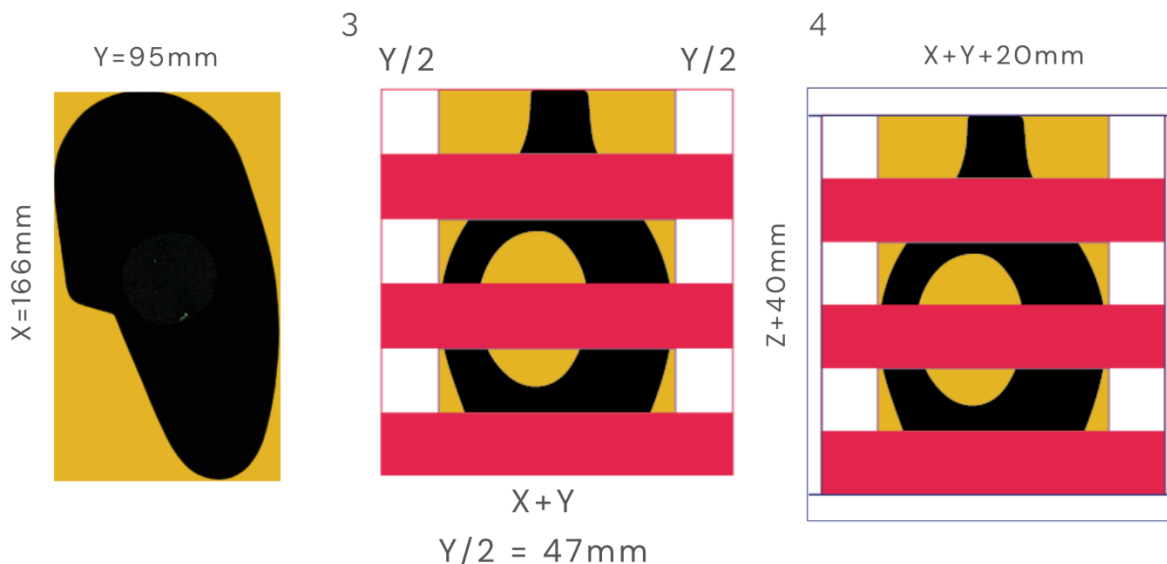 Y=95mm
X=166mm
3
Y/2
Y/2
X+Y
Y/2 = 47mm
4
X+Y+20mm
Z+40mm